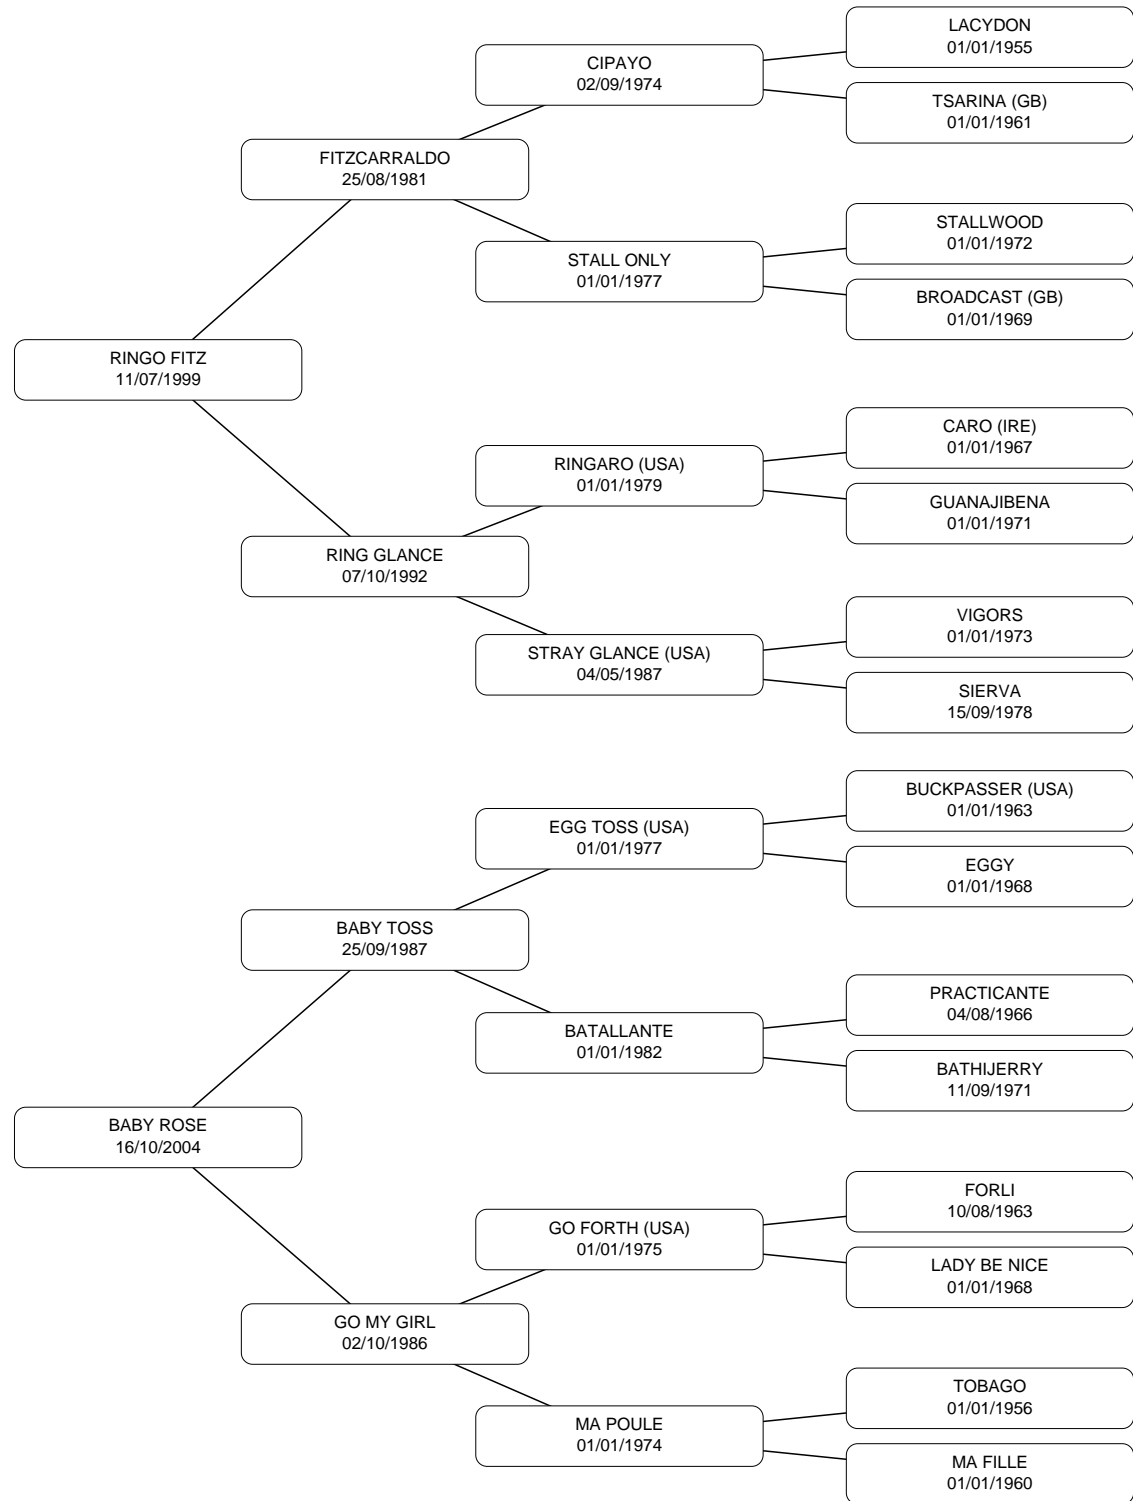 LACYDON
01/01/1955
CIPAYO
02/09/1974
TSARINA (GB)
01/01/1961
FITZCARRALDO
25/08/1981
STALLWOOD
01/01/1972
STALL ONLY
01/01/1977
BROADCAST (GB)
01/01/1969
RINGO FITZ
11/07/1999
CARO (IRE)
01/01/1967
RINGARO (USA)
01/01/1979
GUANAJIBENA
01/01/1971
RING GLANCE
07/10/1992
VIGORS
01/01/1973
STRAY GLANCE (USA)
04/05/1987
SIERVA
15/09/1978
BUCKPASSER (USA)
01/01/1963
EGG TOSS (USA)
01/01/1977
EGGY
01/01/1968
BABY TOSS
25/09/1987
PRACTICANTE
04/08/1966
BATALLANTE
01/01/1982
BATHIJERRY
11/09/1971
BABY ROSE
16/10/2004
FORLI
10/08/1963
GO FORTH (USA)
01/01/1975
LADY BE NICE
01/01/1968
GO MY GIRL
02/10/1986
TOBAGO
01/01/1956
MA POULE
01/01/1974
MA FILLE
01/01/1960